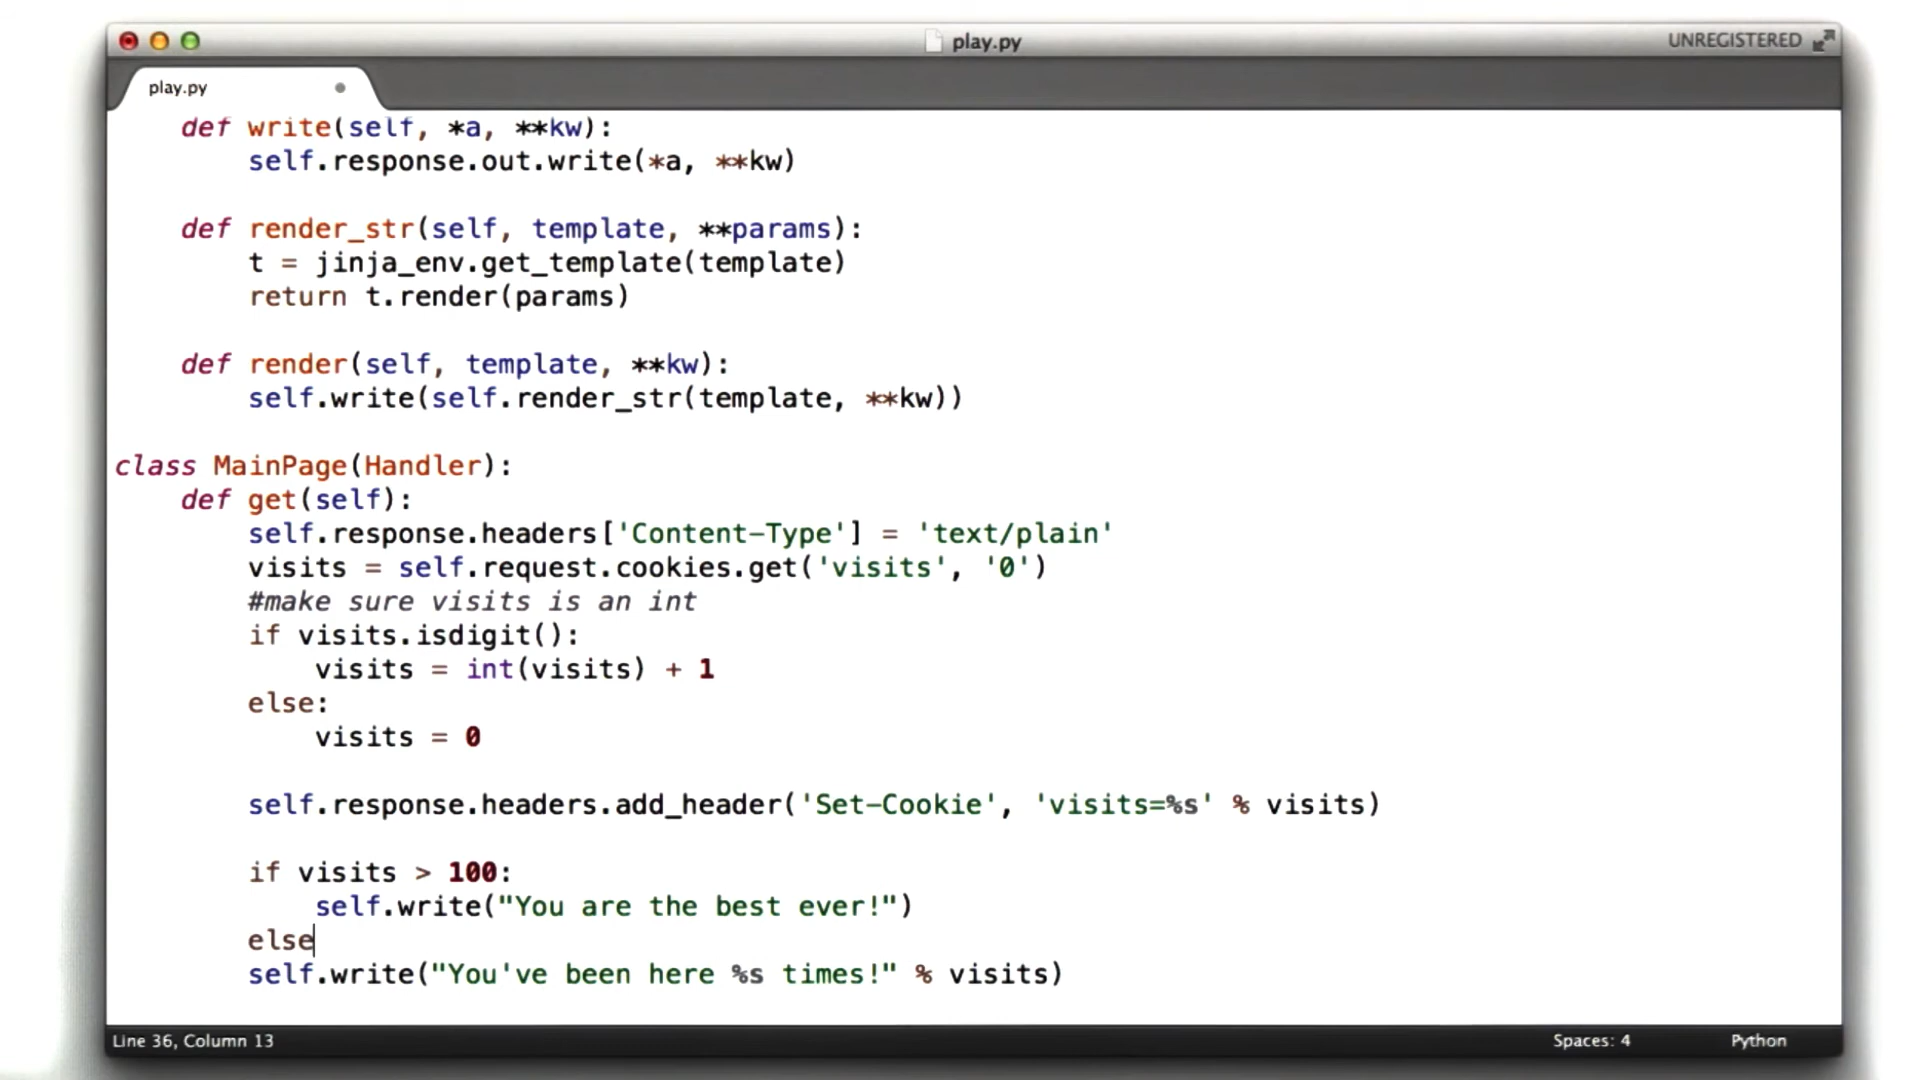 play.py
UNREGISTERED
play.py
def write(self, *a, **kw):
self.response.out.write(*a, **kw)
def render_str(self, template, **params):
t = jinja_env.get_template(template)
return t.render(params)
def render(self, template, **kw):
self.write(self.render_str(template, **kw))
class MainPage(Handler):
def get(self):
self.response.headers['Content-Type'] = 'text/plain'
visits = self.request.cookies.get('visits', '0')
#make sure visits is an int
if visits.isdigit():
visits = int(visits) + 1
else:
visits = 0
self.response.headers.add_header('Set-Cookie', 'visits=%s' % visits)
if visits > 100:
self.write("You are the best ever!")
else
self.write("You've been here %s times!" % visits)
Line 36, Column 13
Spaces: 4
Python